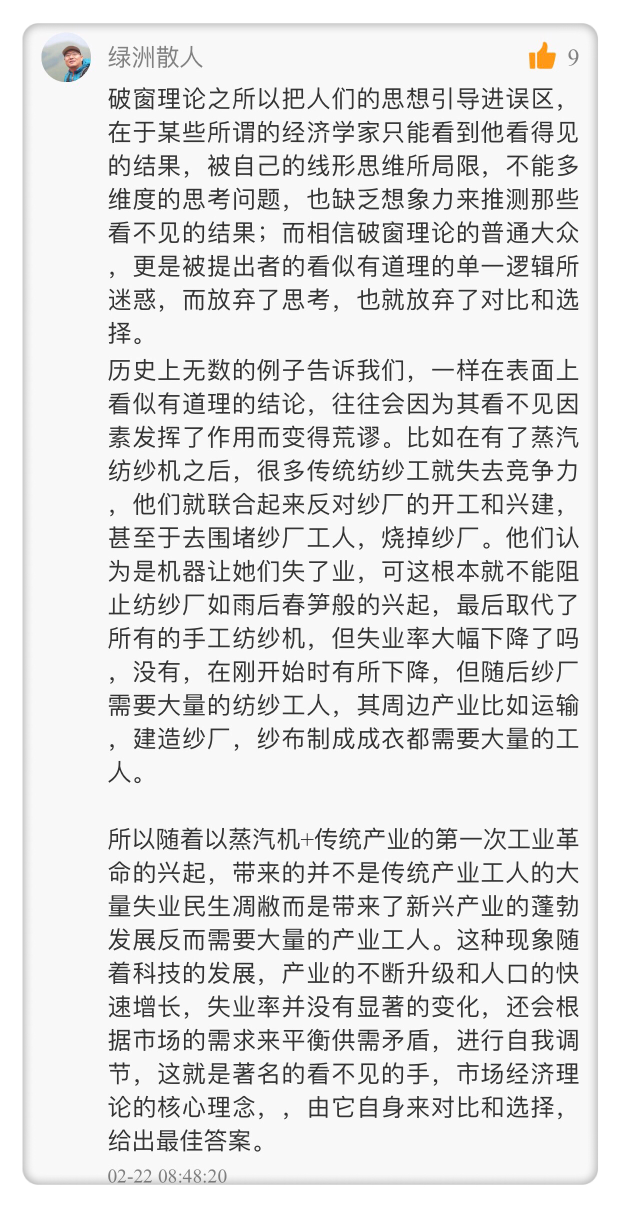 绿洲散人
9
破窗理论之所以把人们的思想引导进误区，
在于某些所谓的经济学家只能看到他看得见
的结果，被自己的线形思维所局限，不能多
维度的思考问题，也缺乏想象力来推测那些
看不见的结果；而相信破窗理论的普通大众
，更是被提出者的看似有道理的单一逻辑所
迷惑，而放弃了思考，也就放弃了对比和选
择。
历史上无数的例子告诉我们，一样在表面上
看似有道理的结论，往往会因为其看不见因
素发挥了作用而变得荒谬。比如在有了蒸汽
纺纱机之后，很多传统纺纱工就失去竞争力
，他们就联合起来反对纱厂的开工和兴建，
甚至于去围堵纱厂工人，烧掉纱厂。他们认
为是机器让她们失了业，可这根本就不能阻
止纺纱厂如雨后春笋般的兴起，最后取代了
所有的手工纺纱机，但失业率大幅下降了吗
，没有，在刚开始时有所下降，但随后纱厂
需要大量的纺纱工人，其周边产业比如运输
，建造纱厂，纱布制成成衣都需要大量的工
人。
所以随着以蒸汽机+传统产业的第一次工业革
命的兴起，带来的并不是传统产业工人的大
量失业民生凋敝而是带来了新兴产业的蓬勃
发展反而需要大量的产业工人。这种现象随
着科技的发展，产业的不断升级和人口的快
速增长，失业率并没有显著的变化，还会根
据市场的需求来平衡供需矛盾，进行自我调
节，这就是著名的看不见的手，市场经济理
论的核心理念，，由它自身来对比和选择，
给出最佳答案。
02-22 08:48:20